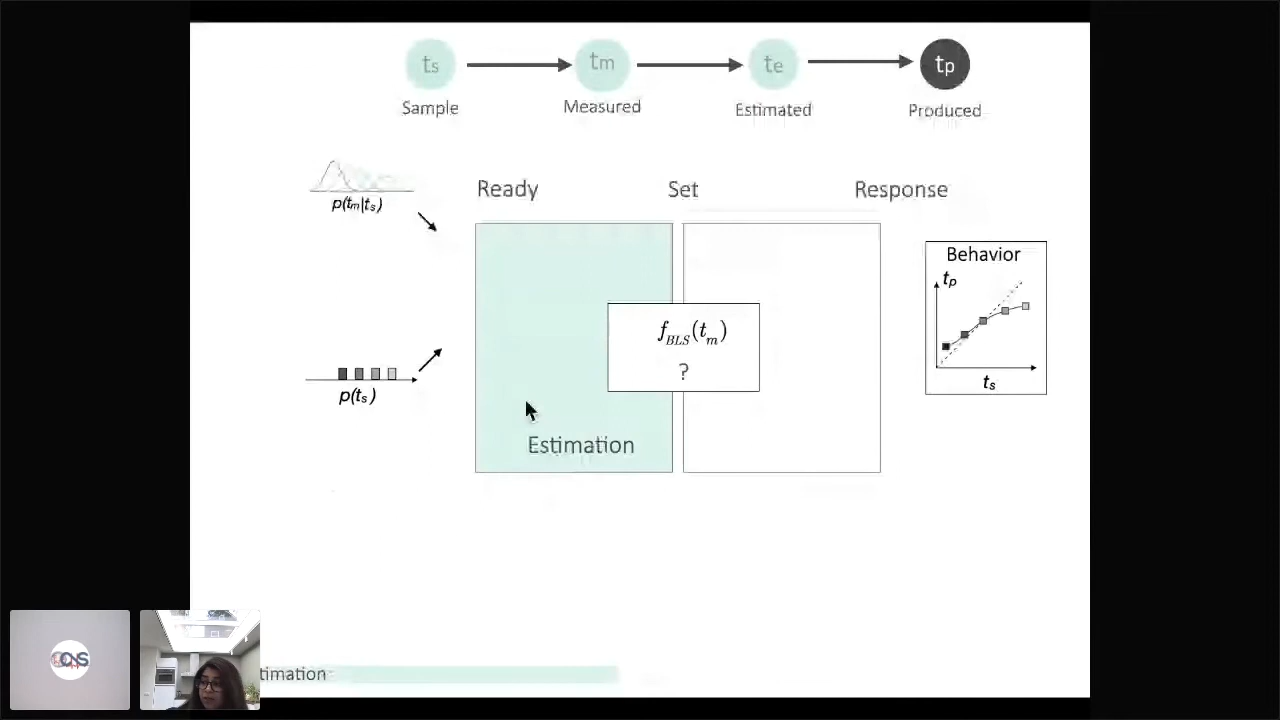 ts
tm
te
tp
Sample
Measured
Estimated
Produced
p(tm|ts)
Ready
Set
Response
Behavior
tp
ts
fBLS(tm)
?
p(ts)
Estimation
timation